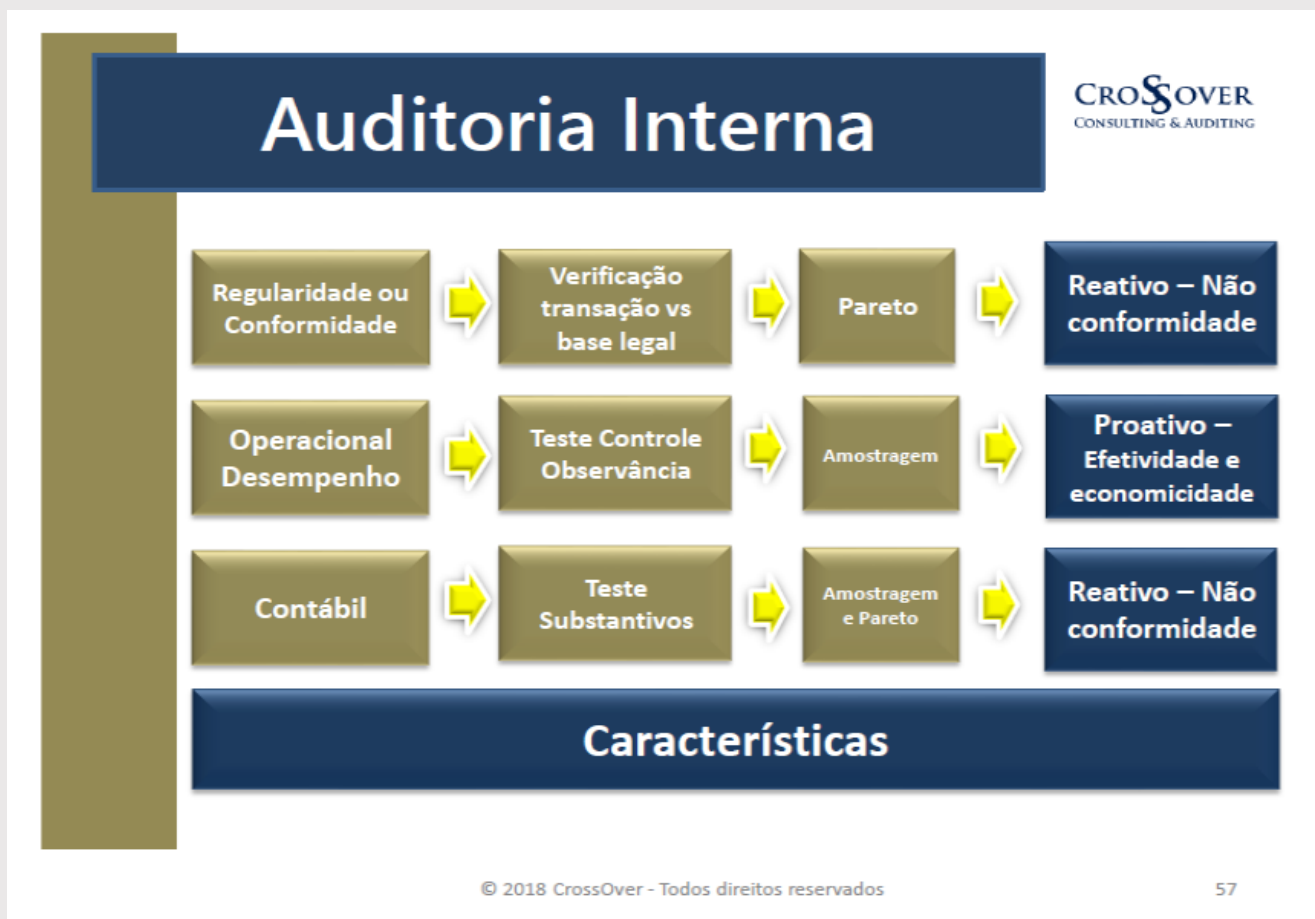 Auditoria Interna
CROSSOVER
CONSULTING & AUDITING
Regularidade ou
Conformidade
Verificação
transação vs
base legal
Pareto
Reativo – Não
conformidade
Operacional
Desempenho
Teste Controle
Observância
Amostragem
Proativo –
Efetividade e
economicidade
Contábil
Teste
Substantivos
Amostragem
e Pareto
Reativo – Não
conformidade
Características
© 2018 CrossOver - Todos direitos reservados
57